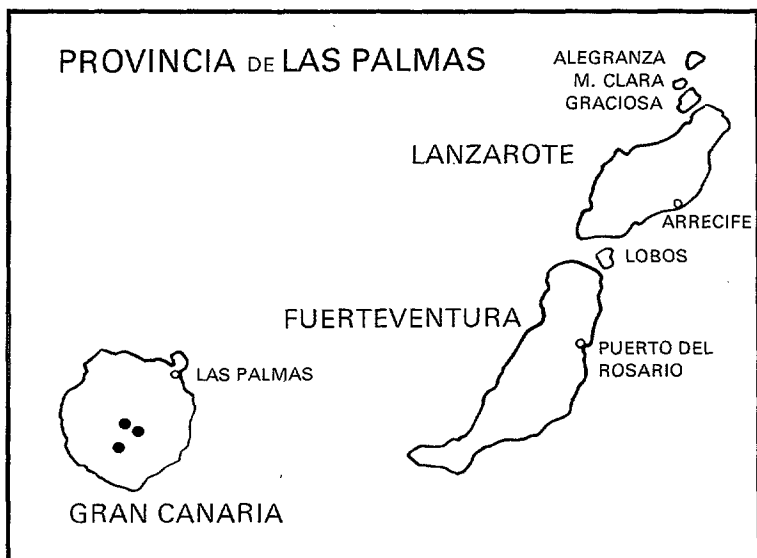 PROVINCIA DE LAS PALMAS
ALEGRANZA
M. CLARA
GRACIOSA
LANZAROTE
ARRECIFE
LOBOS
FUERTEVENTURA
PUERTO DEL
ROSARIO
LAS PALMAS
GRAN CANARIA